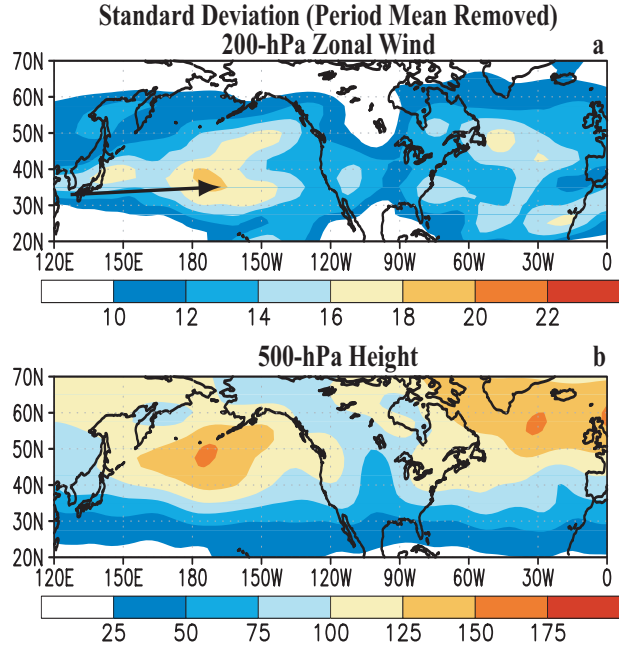 Standard Deviation (Period Mean Removed)
200-hPa Zonal Wind
a
70N
60N
50N
40N
30N
20N
120E 150E 180E 150W 120W 90W 60W 30W 0
10 12 14 16 18 20 22
500-hPa Height
b
70N
60N
50N
40N
30N
20N
120E 150E 180E 150W 120W 90W 60W 30W 0
25 50 75 100 125 150 175